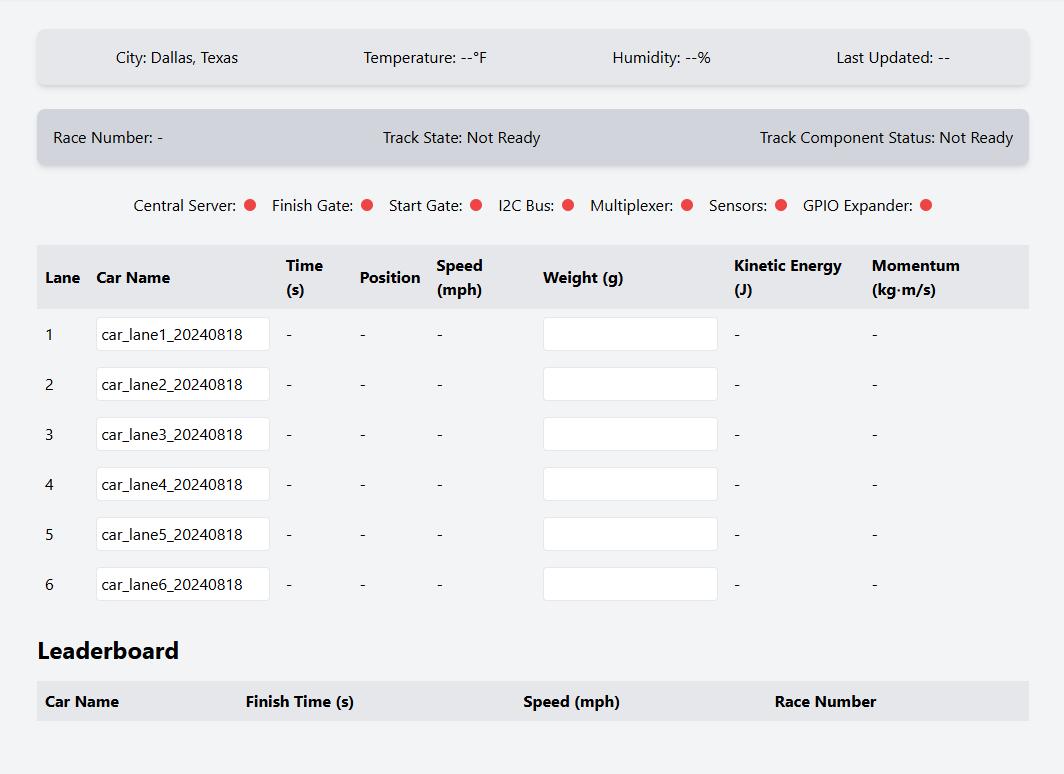 City: Dallas, Texas Temperature: --°F Humidity: --% Last Updated: --
Race Number: - Track State: Not Ready Track Component Status: Not Ready
Central Server: Finish Gate: Start Gate: I2C Bus: Multiplexer: Sensors: GPIO Expander:
Lane Car Name Time (s) Position Speed (mph) Weight (g) Kinetic Energy (J) Momentum (kg·m/s)
1 car_lane1_20240818 - - - - -
2 car_lane2_20240818 - - - - -
3 car_lane3_20240818 - - - - -
4 car_lane4_20240818 - - - - -
5 car_lane5_20240818 - - - - -
6 car_lane6_20240818 - - - - -
Leaderboard
Car Name Finish Time (s) Speed (mph) Race Number